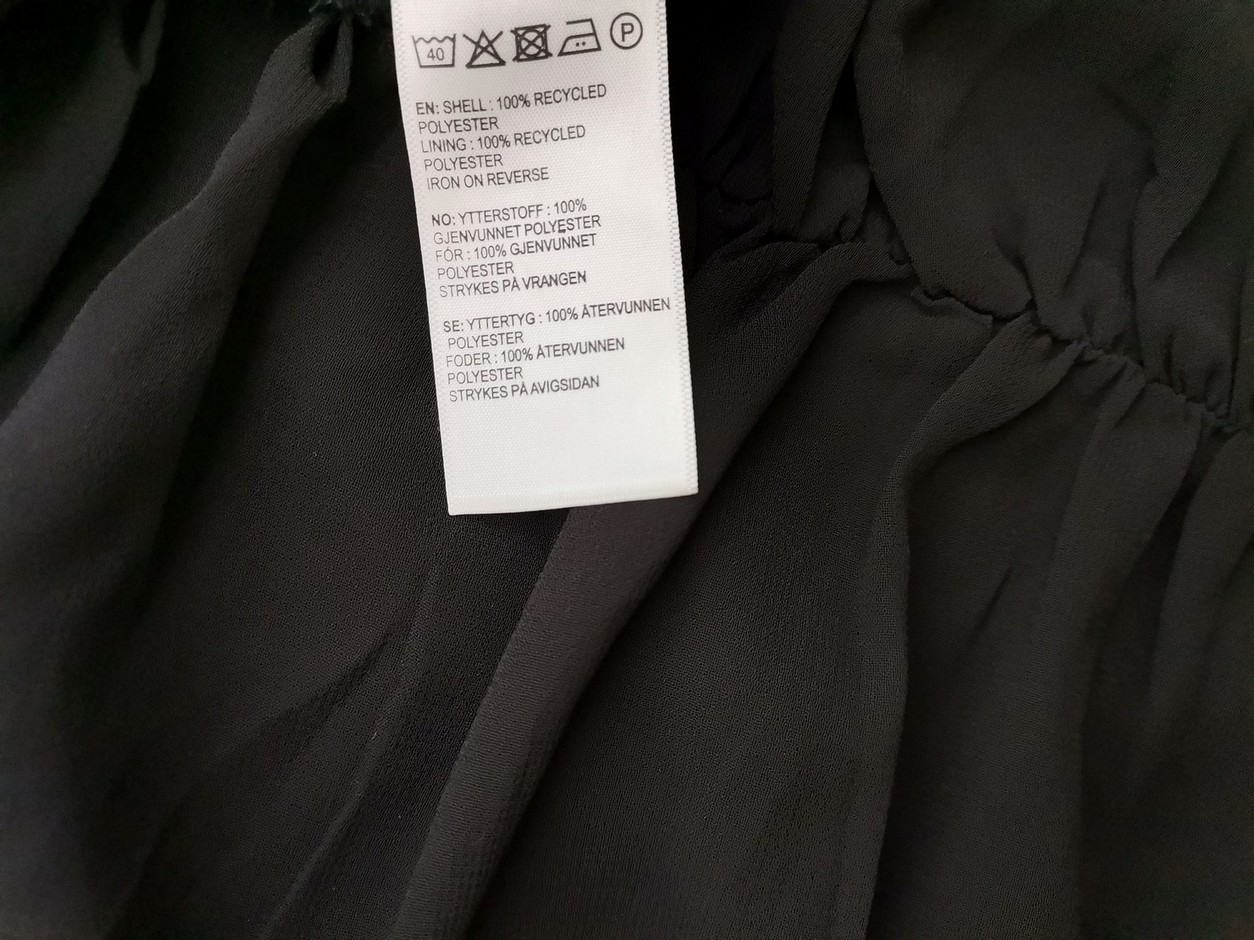 40 P
EN: SHELL : 100% RECYCLED
POLYESTER
LINING : 100% RECYCLED
POLYESTER
IRON ON REVERSE
NO: YTTERSTOFF : 100%
GJENVUNNET POLYESTER
FÓR : 100% GJENVUNNET
POLYESTER
STRYKES PÅ VRANGEN
SE: YTTERTYG : 100% ÅTERVUNNEN
POLYESTER
FODER : 100% ÅTERVUNNEN
POLYESTER
STRYKES PÅ AVIGSIDAN